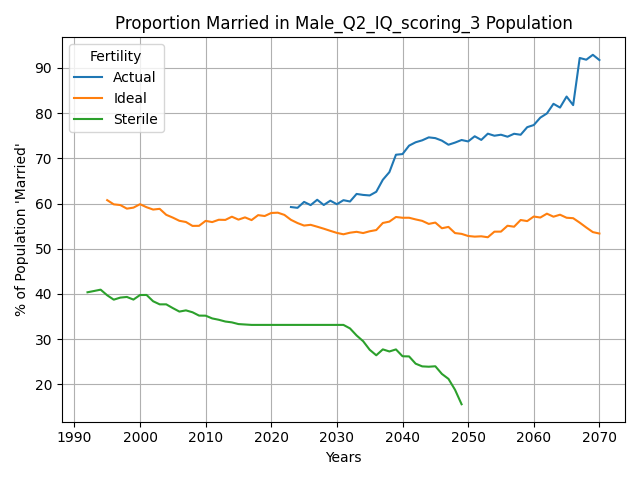 Proportion Married in Male_Q2_IQ_scoring_3 Population
Fertility
Actual
Ideal
Sterile
% of Population 'Married'
90
80
70
60
50
40
30
20
1990 2000 2010 2020 2030 2040 2050 2060 2070
Years